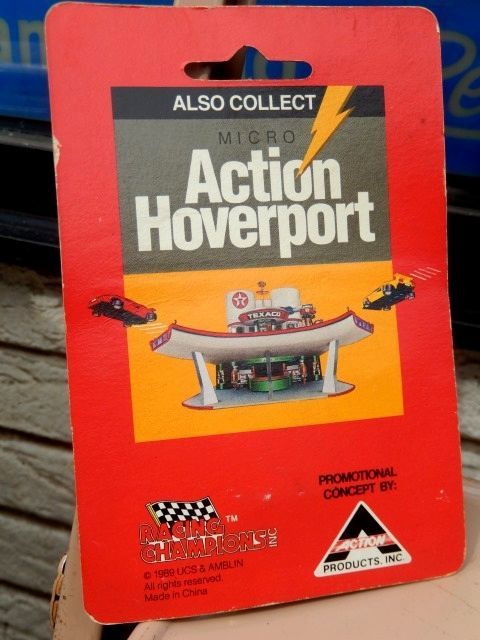 ALSO COLLECT
MICRO
Action
Hoverport
TEXACO
PROMOTIONAL
CONCEPT BY:
RACING
CHAMPIONS INC
TM
ACTION
PRODUCTS, INC.
© 1989 UCS & AMBLIN
All rights reserved.
Made in China